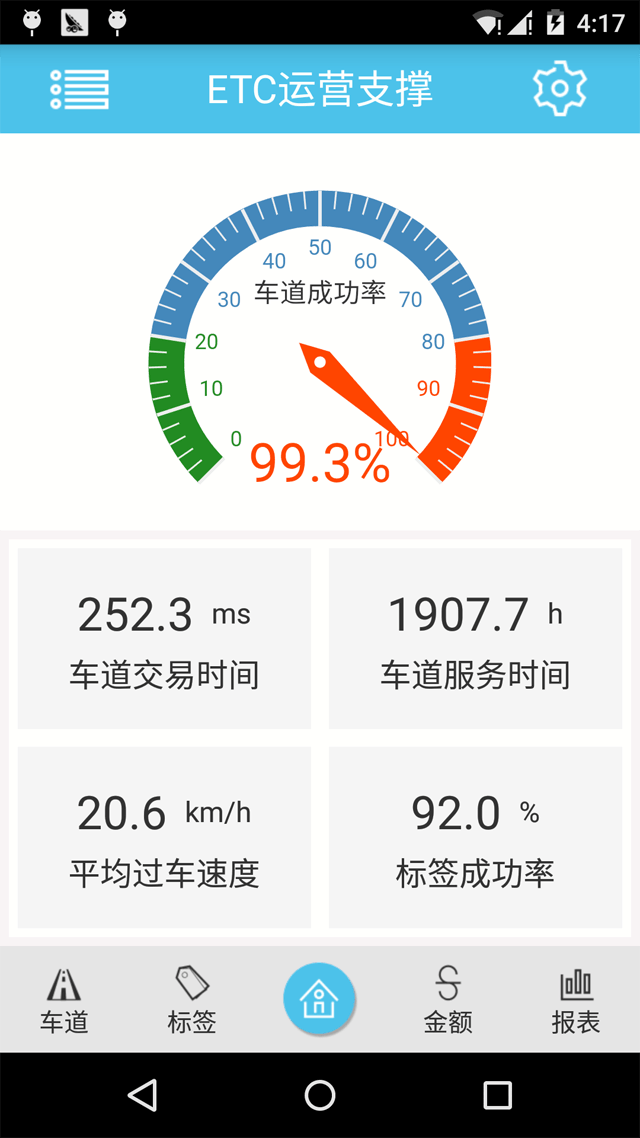 4:17
ETC运营支撑
50
40
60
车道成功率
30
70
20
80
10
90
0
100
99.3%
252.3 ms
车道交易时间
1907.7 h
车道服务时间
20.6 km/h
平均过车速度
92.0 %
标签成功率
车道
标签
金额
报表